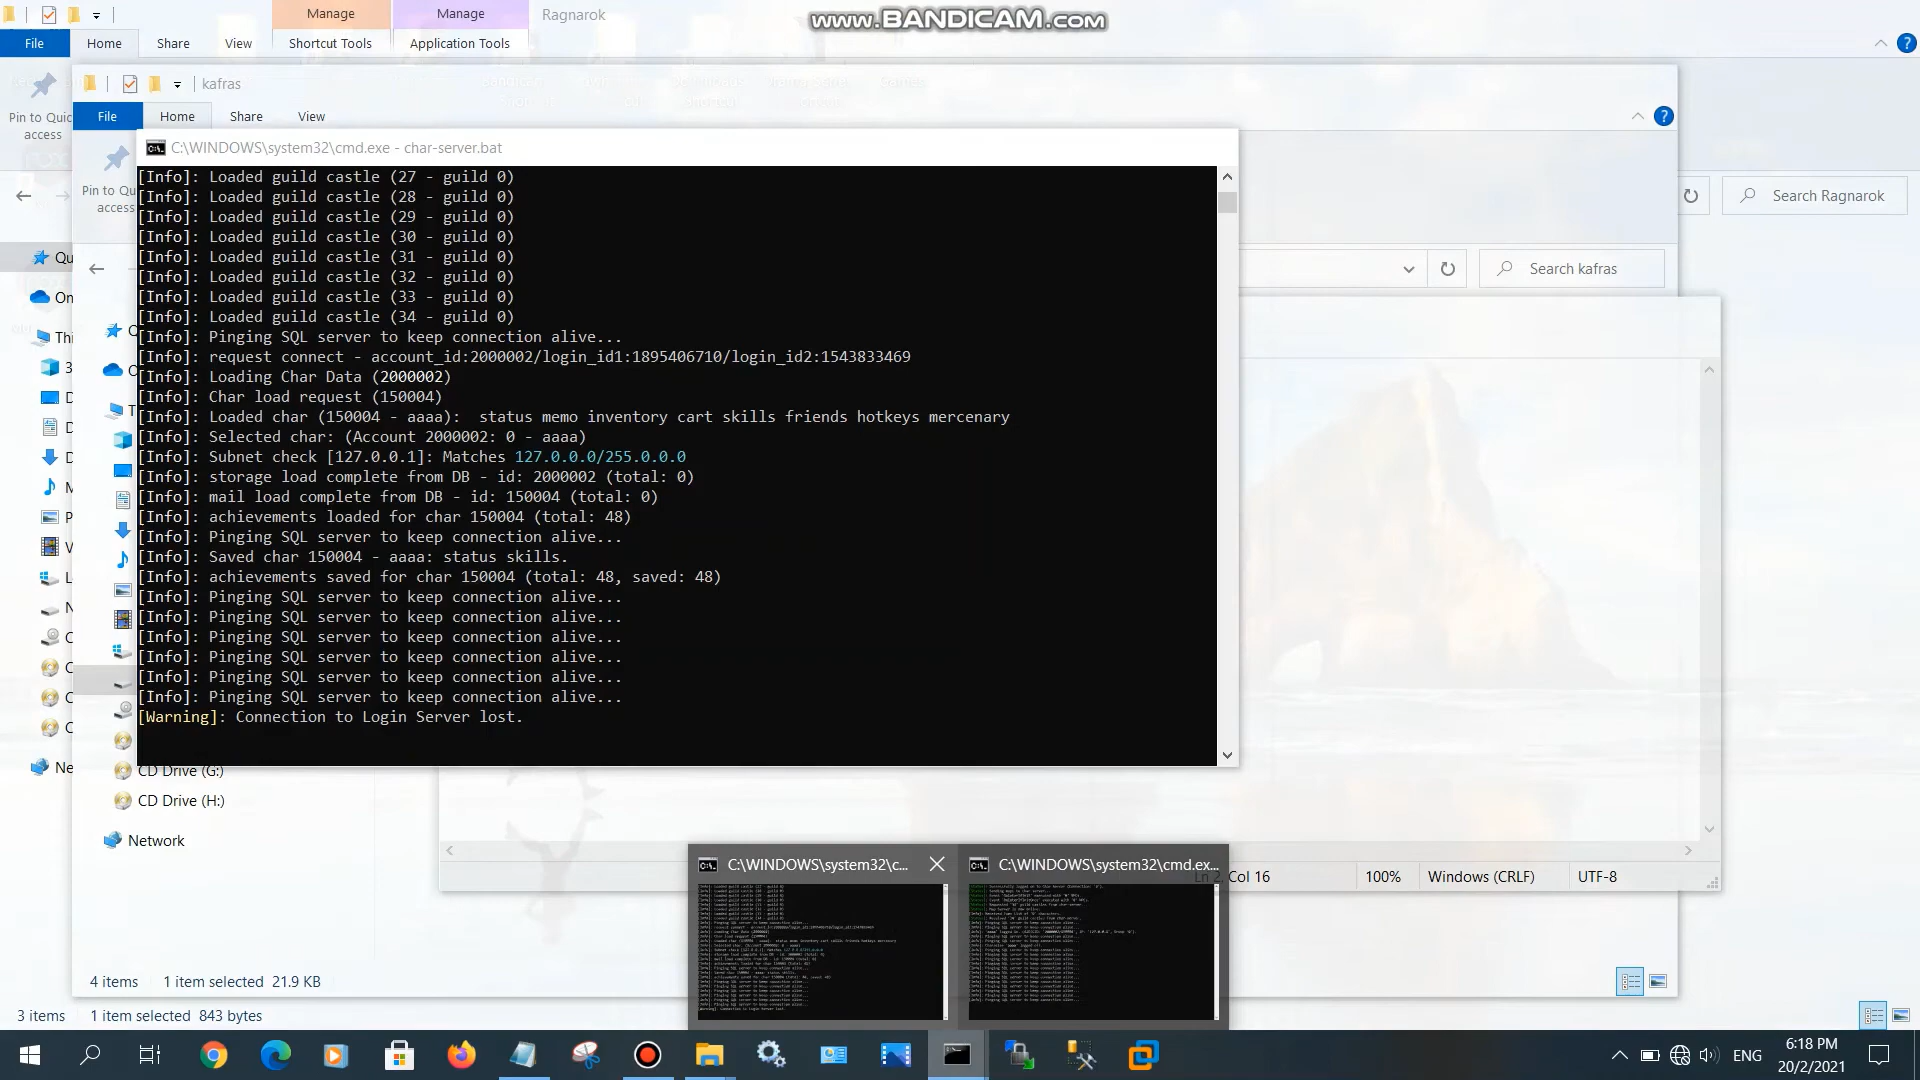 www.BANDICAM.com
Manage
Manage
Ragnarok
File
Home
Share
View
Shortcut Tools
Application Tools
kafras
Pin to Quic
access
File
Home
Share
View
Pin to Qu
access
C:\WINDOWS\system32\cmd.exe - char-server.bat
Search Ragnarok
Search kafras
[Info]: Loaded guild castle (27 - guild 0)
[Info]: Loaded guild castle (28 - guild 0)
[Info]: Loaded guild castle (29 - guild 0)
[Info]: Loaded guild castle (30 - guild 0)
[Info]: Loaded guild castle (31 - guild 0)
[Info]: Loaded guild castle (32 - guild 0)
[Info]: Loaded guild castle (33 - guild 0)
[Info]: Loaded guild castle (34 - guild 0)
[Info]: Pinging SQL server to keep connection alive...
[Info]: request connect - account_id:2000002/login_id1:1895406710/login_id2:1543833469
[Info]: Loading Char Data (2000002)
[Info]: Char load request (150004)
[Info]: Loaded char (150004 - aaaa):  status memo inventory cart skills friends hotkeys mercenary
[Info]: Selected char: (Account 2000002: 0 - aaaa)
[Info]: Subnet check [127.0.0.1]: Matches 127.0.0.0/255.0.0.0
[Info]: storage load complete from DB - id: 2000002 (total: 0)
[Info]: mail load complete from DB - id: 150004 (total: 0)
[Info]: achievements loaded for char 150004 (total: 48)
[Info]: Pinging SQL server to keep connection alive...
[Info]: Saved char 150004 - aaaa: status skills.
[Info]: achievements saved for char 150004 (total: 48, saved: 48)
[Info]: Pinging SQL server to keep connection alive...
[Info]: Pinging SQL server to keep connection alive...
[Info]: Pinging SQL server to keep connection alive...
[Info]: Pinging SQL server to keep connection alive...
[Info]: Pinging SQL server to keep connection alive...
[Info]: Pinging SQL server to keep connection alive...
[Warning]: Connection to Login Server lost.
CD Drive (G:)
CD Drive (H:)
Network
C:\WINDOWS\system32\c...
C:\WINDOWS\system32\cmd.ex...
Ln 2, Col 16
100%
Windows (CRLF)
UTF-8
4 items
1 item selected 21.9 KB
3 items
1 item selected 843 bytes
ENG
6:18 PM
20/2/2021